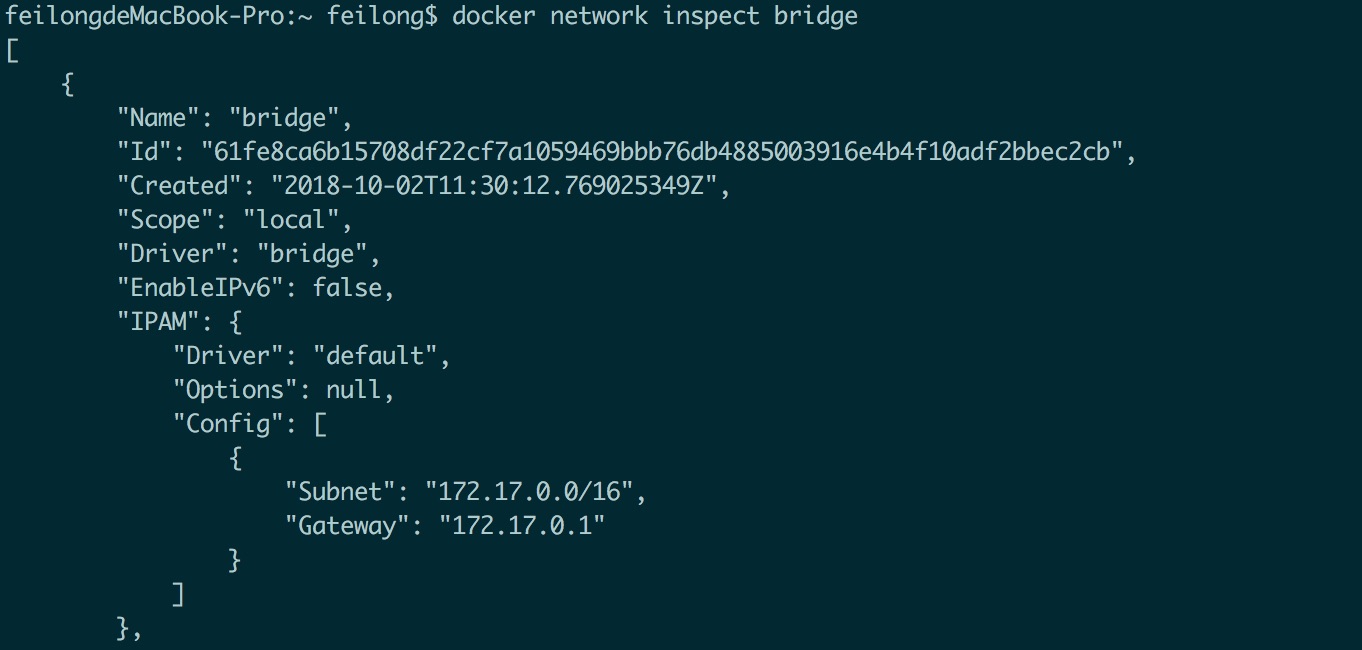 feilongdeMacBook-Pro:~ feilong$ docker network inspect bridge
[
    {
        "Name": "bridge",
        "Id": "61fe8ca6b15708df22cf7a1059469bbb76db4885003916e4b4f10adf2bbec2cb",
        "Created": "2018-10-02T11:30:12.769025349Z",
        "Scope": "local",
        "Driver": "bridge",
        "EnableIPv6": false,
        "IPAM": {
            "Driver": "default",
            "Options": null,
            "Config": [
                {
                    "Subnet": "172.17.0.0/16",
                    "Gateway": "172.17.0.1"
                }
            ]
        },